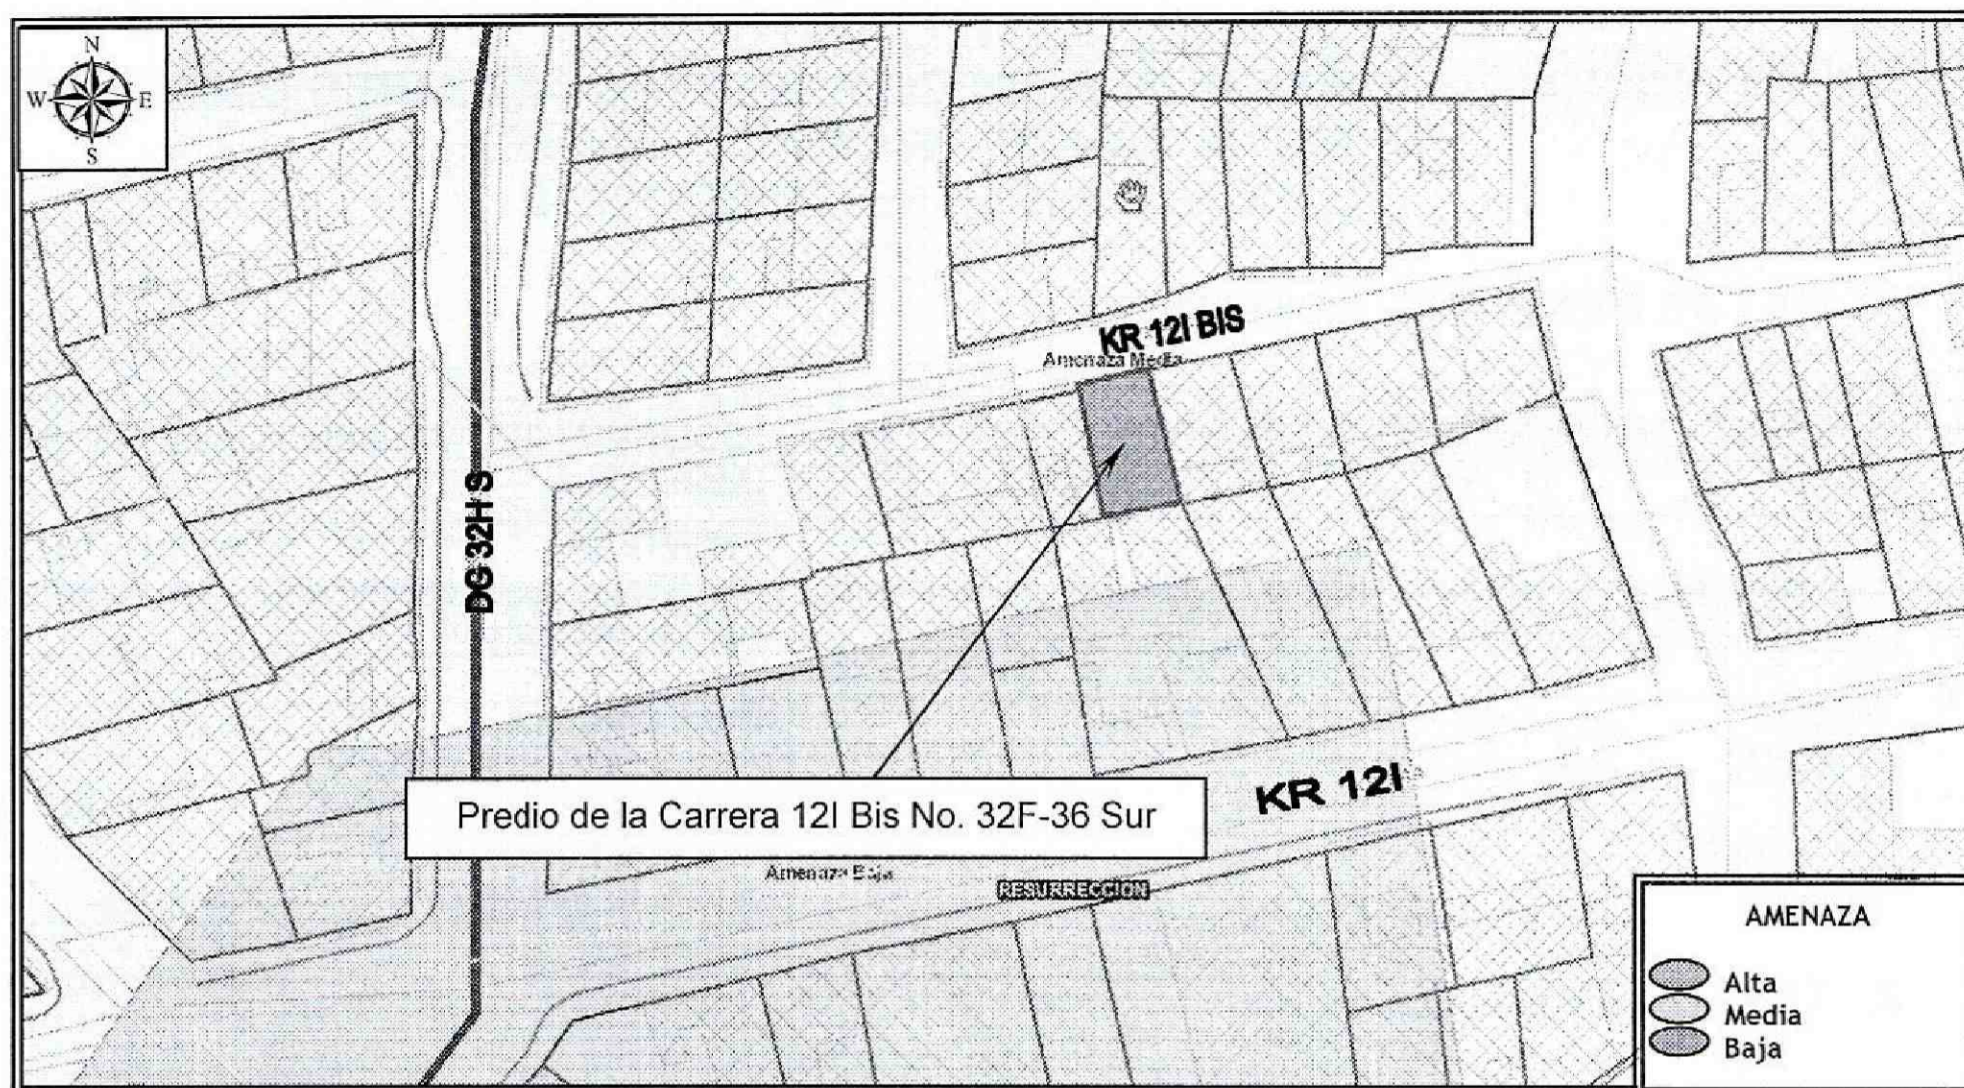 N
W E
S
KR 12I BIS
Amenaza Media
DG 32H S
Predio de la Carrera 12I Bis No. 32F-36 Sur
KR 12I
Amenaza Baja
RESURRECCION
AMENAZA
Alta
Media
Baja